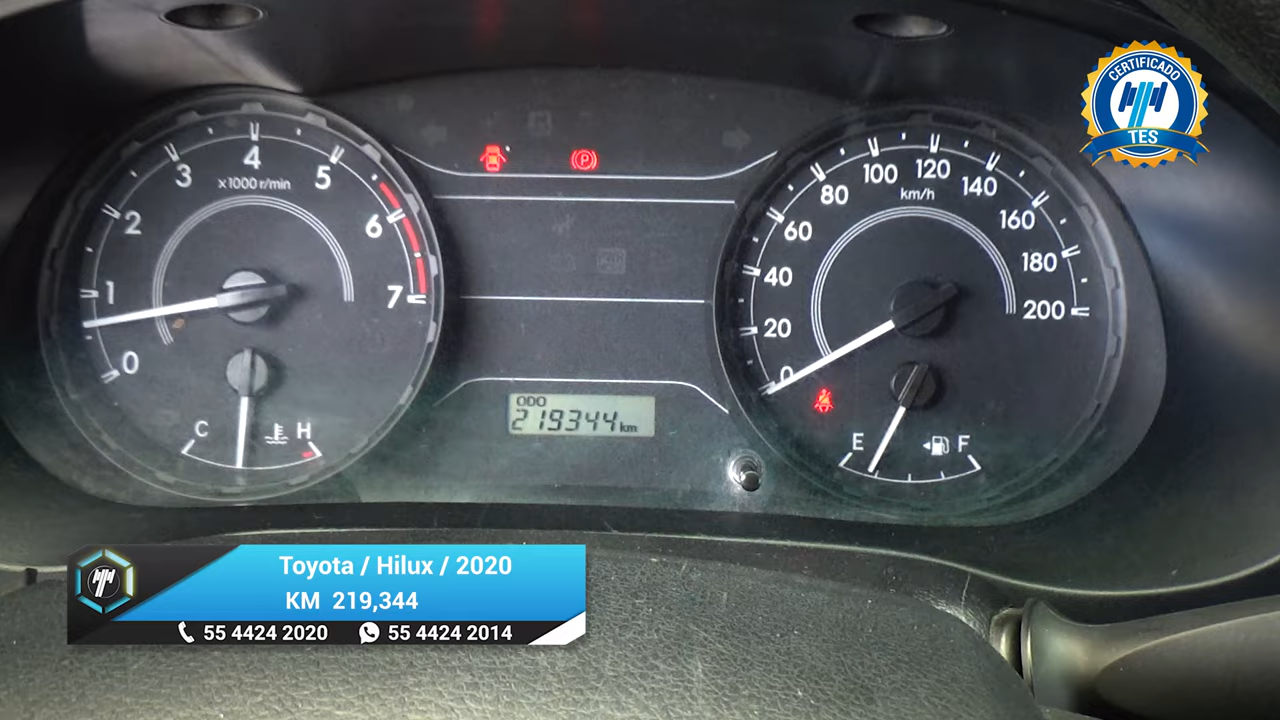 CERTIFICADO
TES
0
1
2
3
4
5
6
7
x1000 r/min
C
H
P
ODO
219344 km
0
20
40
60
80
100
120
140
160
180
200
km/h
E
F
Toyota / Hilux / 2020
KM 219,344
55 4424 2020 55 4424 2014